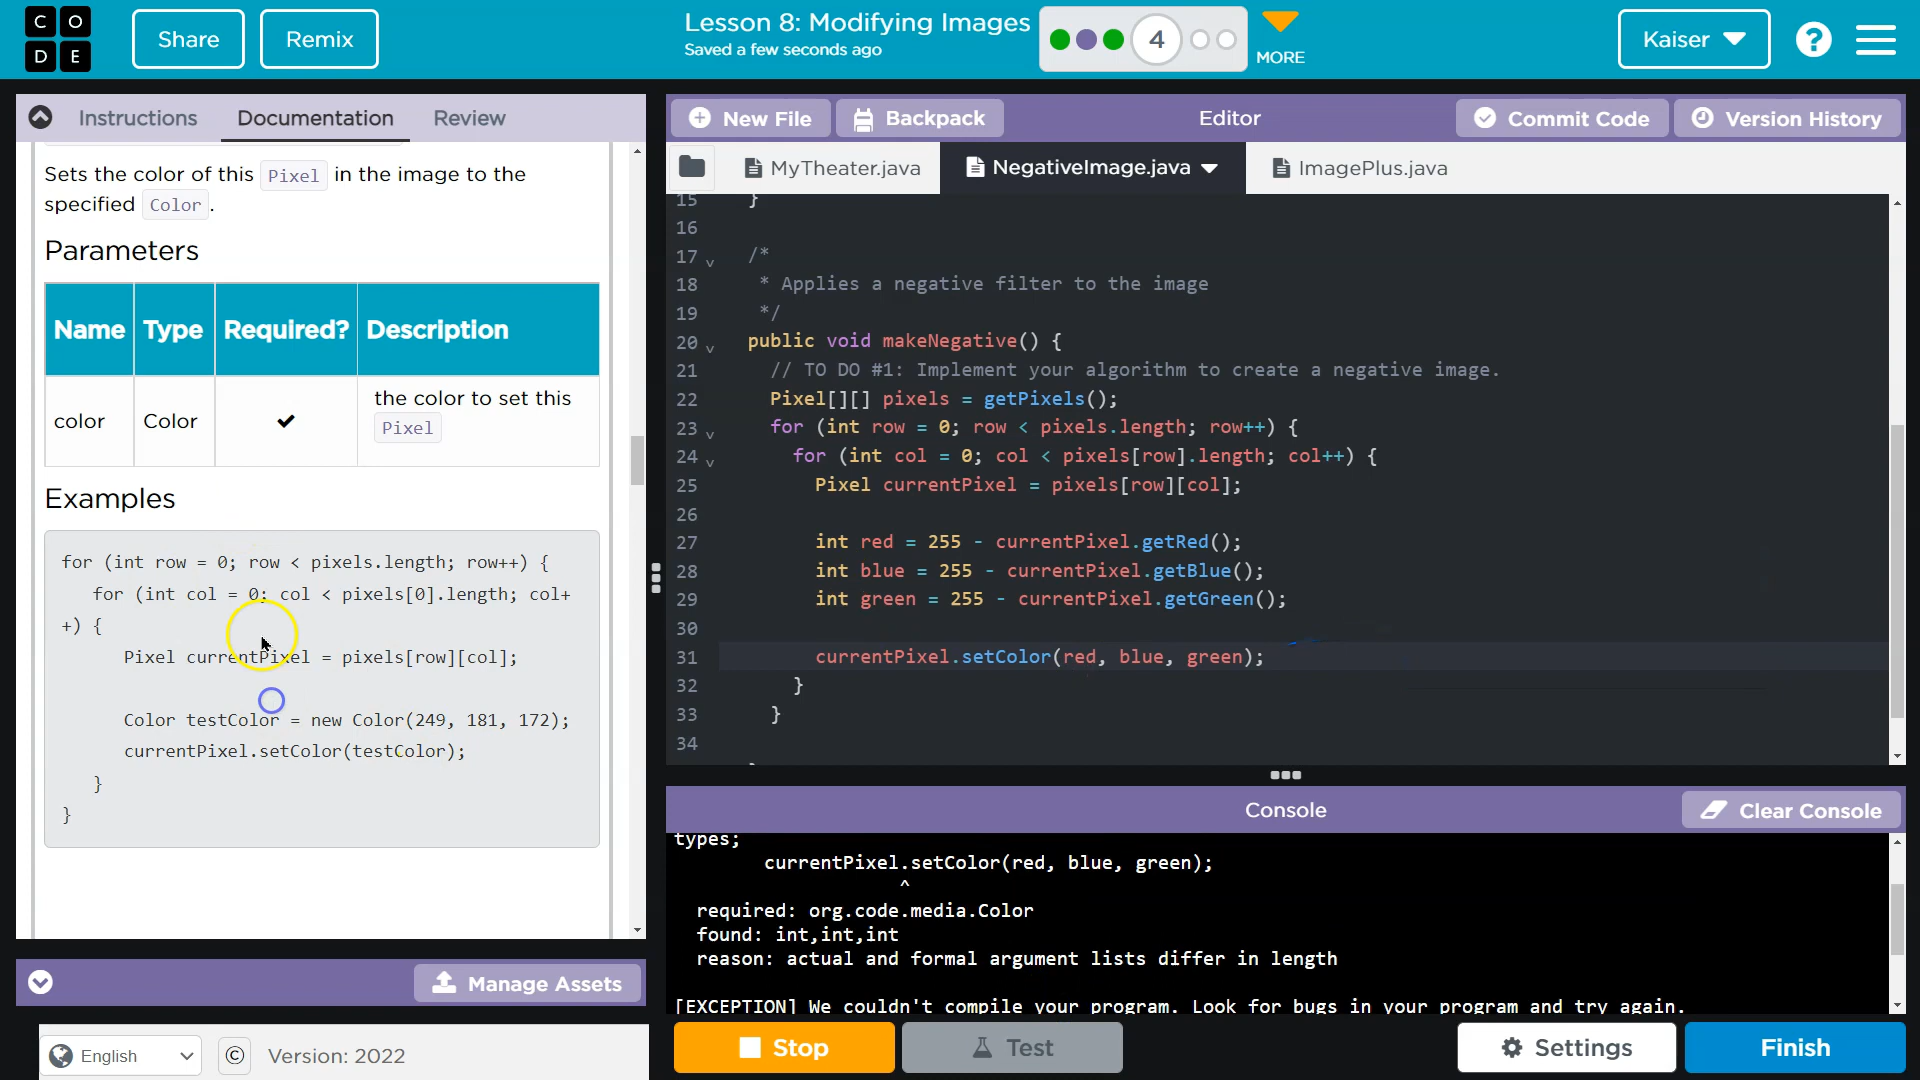 C O
D E
Share
Remix
Lesson 8: Modifying Images
Saved a few seconds ago
4
MORE
Kaiser
?
Instructions
Documentation
Review
Sets the color of this Pixel in the image to the
specified Color .
Parameters
Name Type Required? Description
color Color ✔ the color to set this
Pixel
Examples
for (int row = 0; row < pixels.length; row++) {
for (int col = 0; col < pixels[0].length; col+
+) {
Pixel currentPixel = pixels[row][col];
Color testColor = new Color(249, 181, 172);
currentPixel.setColor(testColor);
}
}
Manage Assets
English
©
Version: 2022
New File
Backpack
Editor
Commit Code
Version History
MyTheater.java
NegativeImage.java
ImagePlus.java
15 }
16
17 /*
18 * Applies a negative filter to the image
19 */
20 public void makeNegative() {
21 // TO DO #1: Implement your algorithm to create a negative image.
22 Pixel[][] pixels = getPixels();
23 for (int row = 0; row < pixels.length; row++) {
24 for (int col = 0; col < pixels[row].length; col++) {
25 Pixel currentPixel = pixels[row][col];
26
27 int red = 255 - currentPixel.getRed();
28 int blue = 255 - currentPixel.getBlue();
29 int green = 255 - currentPixel.getGreen();
30
31 currentPixel.setColor(red, blue, green);
32 }
33 }
34
Console
Clear Console
types;
currentPixel.setColor(red, blue, green);
^
required: org.code.media.Color
found: int,int,int
reason: actual and formal argument lists differ in length
[EXCEPTION] We couldn't compile your program. Look for bugs in your program and try again.
Stop
Test
Settings
Finish